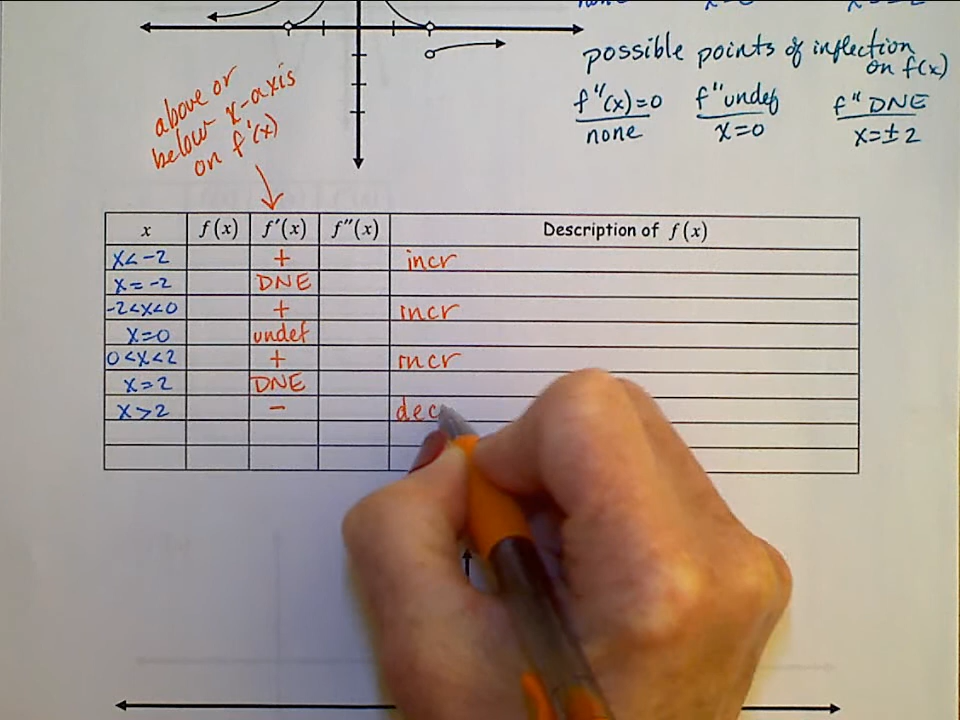 possible points of inflection
on f(x)
f''(x)=0 f'' undef f'' DNE
none x=0 x=±2
above or
below x-axis
on f'(x)
x f(x) f'(x) f''(x) Description of f(x)
x<-2 + incr
x=-2 DNE
-2<x<0 + incr
x=0 undef
0<x<2 + incr
x=2 DNE
x>2 - dec